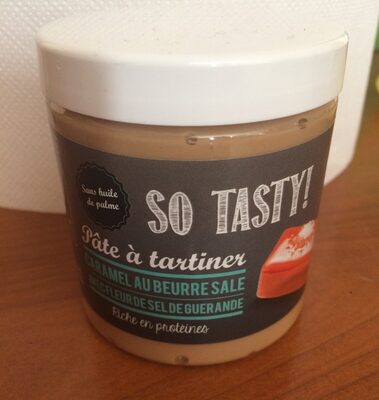 Sans huile
de palme
SO TASTY!
Pâte à tartiner
CARAMEL AU BEURRE SALE
AVEC FLEUR DE SEL DE GUERANDE
Riche en protéines